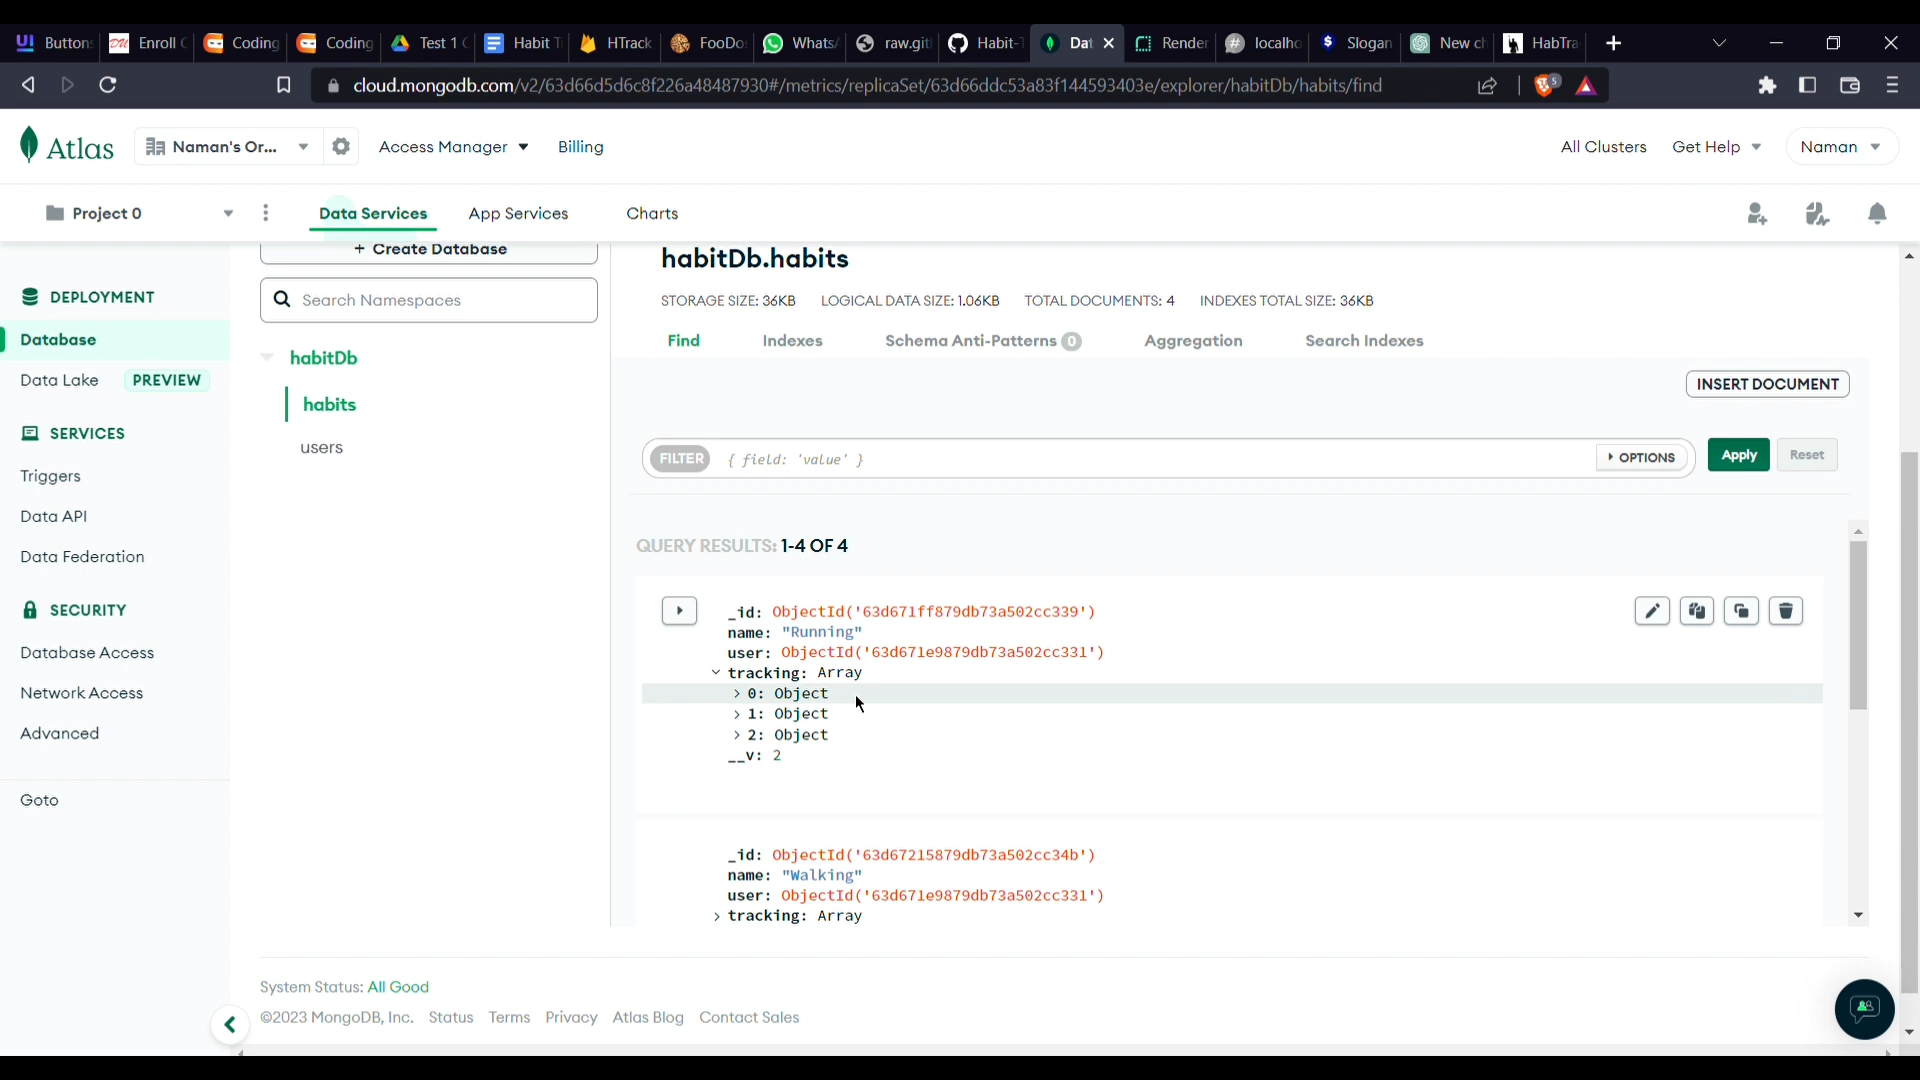 Button
Enroll
Coding
Coding
Test 1
Habit T
HTrack
FooDo
Whats
raw.git
Habit-
Dat
Render
localho
Slogan
New ch
HabTra
cloud.mongodb.com/v2/63d66d5d6c8f226a48487930#/metrics/replicaSet/63d66ddc53a83f144593403e/explorer/habitDb/habits/find
5
Atlas
Naman's Or...
Access Manager
Billing
All Clusters
Get Help
Naman
Project 0
Data Services
App Services
Charts
DEPLOYMENT
Database
Data Lake PREVIEW
SERVICES
Triggers
Data API
Data Federation
SECURITY
Database Access
Network Access
Advanced
Goto
+ Create Database
Search Namespaces
habitDb
habits
users
habitDb.habits
STORAGE SIZE: 36KB LOGICAL DATA SIZE: 1.06KB TOTAL DOCUMENTS: 4 INDEXES TOTAL SIZE: 36KB
Find Indexes Schema Anti-Patterns 0 Aggregation Search Indexes
INSERT DOCUMENT
FILTER { field: 'value' } OPTIONS Apply Reset
QUERY RESULTS: 1-4 OF 4
_id: ObjectId('63d671ff879db73a502cc339')
name: "Running"
user: ObjectId('63d671e9879db73a502cc331')
tracking: Array
0: Object
1: Object
2: Object
__v: 2
_id: ObjectId('63d67215879db73a502cc34b')
name: "Walking"
user: ObjectId('63d671e9879db73a502cc331')
tracking: Array
System Status: All Good
©2023 MongoDB, Inc. Status Terms Privacy Atlas Blog Contact Sales